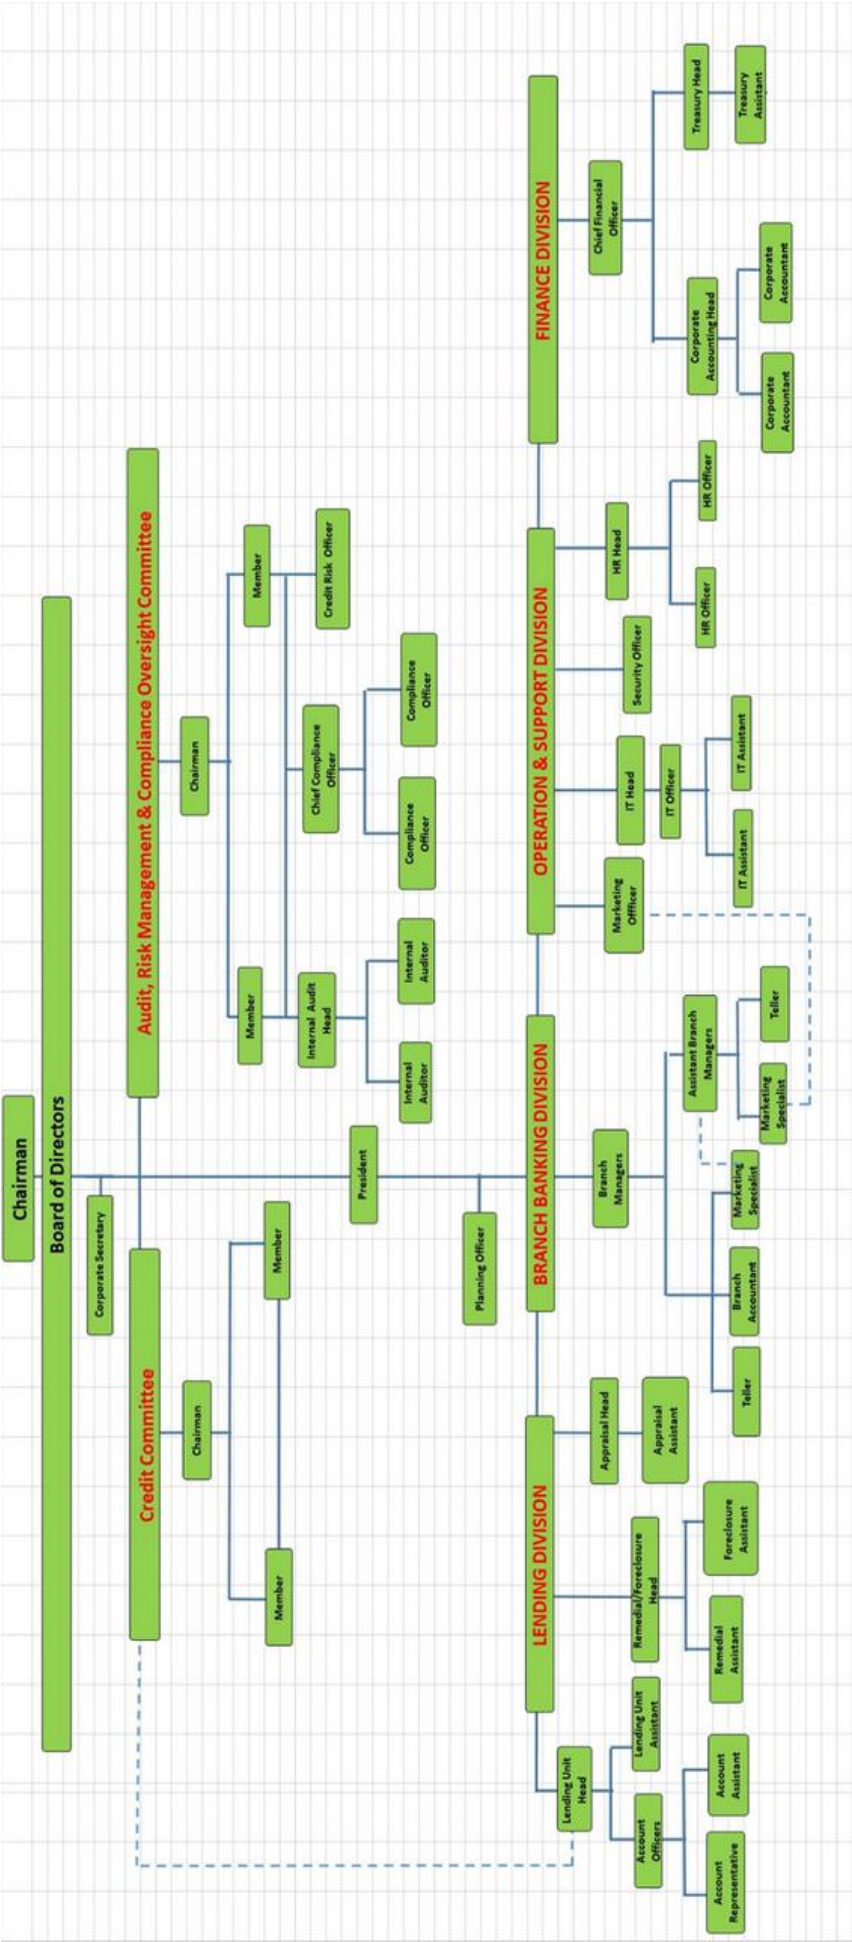 Chairman
Board of Directors
Corporate Secretary
Credit Committee
Audit, Risk Management & Compliance Oversight Committee
Chairman
Member
Member
Chairman
Member
Member
Internal Audit
Head
Chief Compliance
Officer
Credit Risk Officer
Internal
Auditor
Internal
Auditor
Compliance
Officer
Compliance
Officer
President
Planning Officer
LENDING DIVISION
BRANCH BANKING DIVISION
OPERATION & SUPPORT DIVISION
FINANCE DIVISION
Lending Unit
Head
Account
Officers
Lending Unit
Assistant
Account
Representative
Account
Assistant
Remedial/Foreclosure
Head
Remedial
Assistant
Foreclosure
Assistant
Appraisal Head
Appraisal
Assistant
Branch
Managers
Teller
Branch
Accountant
Marketing
Specialist
Assistant Branch
Managers
Marketing
Specialist
Teller
Marketing
Offficer
IT Head
IT Officer
IT Assistant
IT Assistant
Security Officer
HR Head
HR Officer
HR Officer
Chief Financial
Officer
Corporate
Accounting Head
Corporate
Accountant
Corporate
Accountant
Treasury Head
Treasury
Assistant